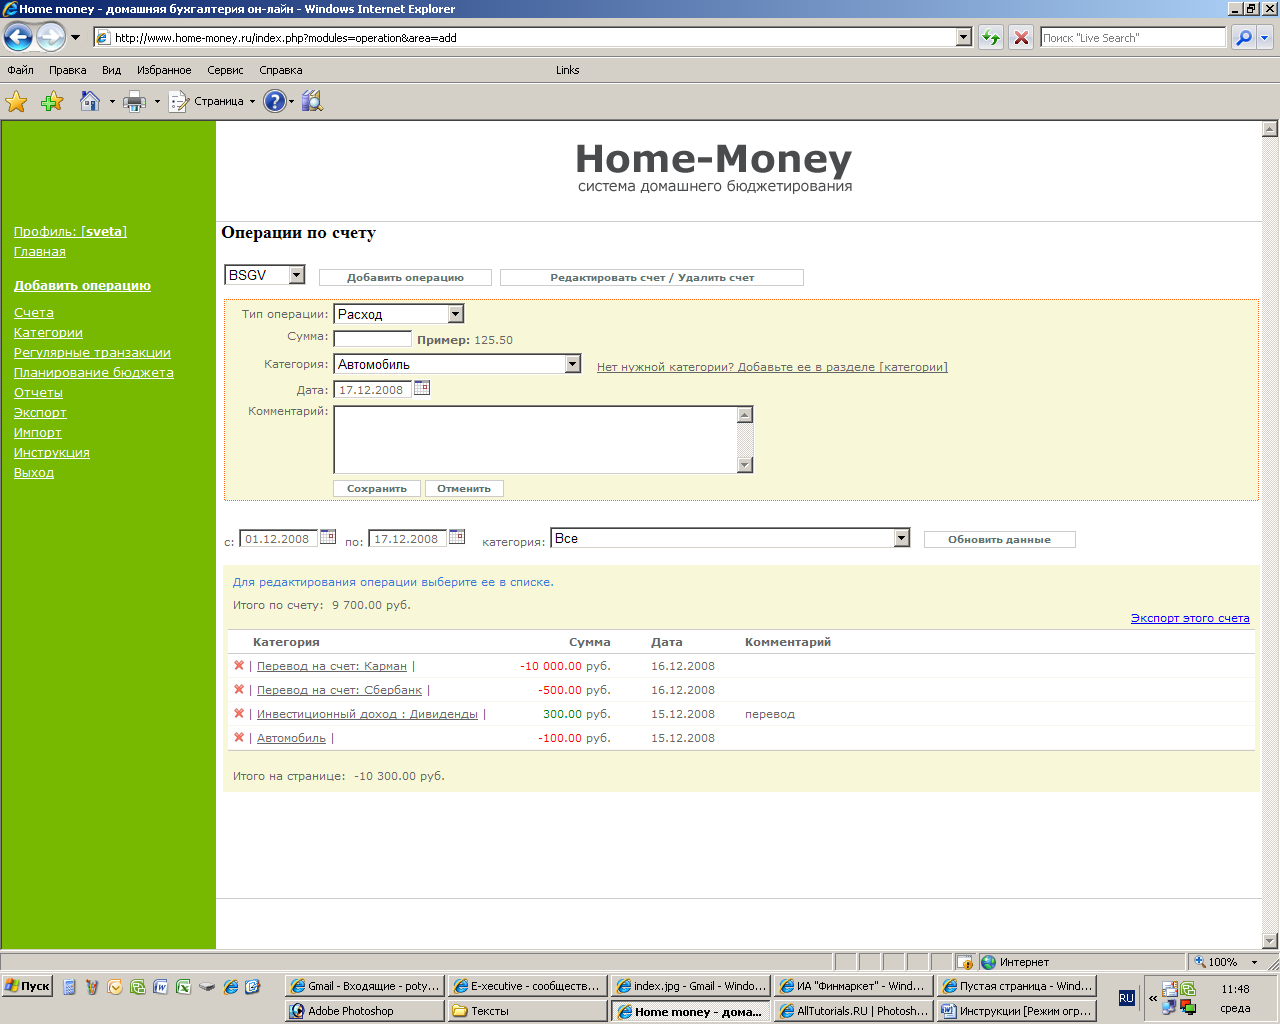 Home money - домашняя бухгалтерия он-лайн - Windows Internet Explorer
http://www.home-money.ru/index.php?modules=operation&area=add
Поиск "Live Search"
Файл Правка Вид Избранное Сервис Справка Links
Страница
Home-Money
система домашнего бюджетирования
Профиль: [sveta]
Главная
Добавить операцию
Счета
Категории
Регулярные транзакции
Планирование бюджета
Отчеты
Экспорт
Импорт
Инструкция
Выход
Операции по счету
BSGV Добавить операцию Редактировать счет / Удалить счет
Тип операции: Расход
Сумма: Пример: 125.50
Категория: Автомобиль Нет нужной категории? Добавьте ее в разделе [категории]
Дата: 17.12.2008
Комментарий:
Сохранить Отменить
с: 01.12.2008 по: 17.12.2008 категория: Все Обновить данные
Для редактирования операции выберите ее в списке.
Итого по счету: 9 700.00 руб.
Экспорт этого счета
Категория Сумма Дата Комментарий
| Перевод на счет: Карман | -10 000.00 руб. 16.12.2008
| Перевод на счет: Сбербанк | -500.00 руб. 16.12.2008
| Инвестиционный доход : Дивиденды | 300.00 руб. 15.12.2008 перевод
| Автомобиль | -100.00 руб. 15.12.2008
Итого на странице: -10 300.00 руб.
Интернет 100%
Пуск Gmail - Входящие - poty... E-xecutive - сообществ... index.jpg - Gmail - Windo... ИА "Финмаркет" - Wind... Пустая страница - Wind... 11:48
Adobe Photoshop Тексты Home money - дома... AllTutorials.RU | Photosh... Инструкции [Режим огр... RU « среда